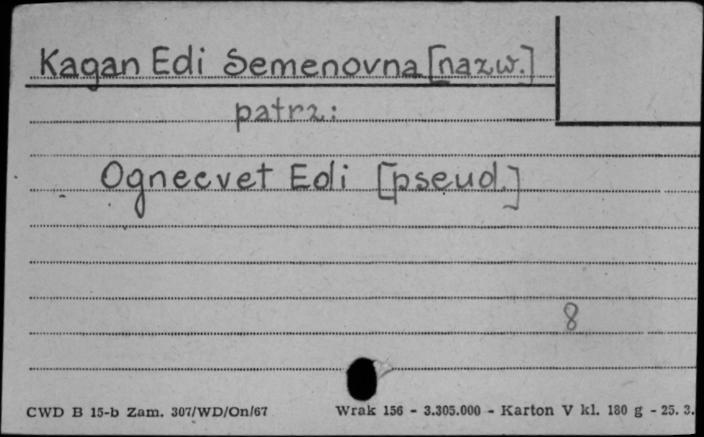 Kagan Edi Semenovna [nazw.]
patrz:
Ognecvet Edi [pseud.]
8
CWD B 15-b Zam. 307/WD/On/67 Wrak 156 - 3.305.000 - Karton V kl. 180 g - 25. 3.